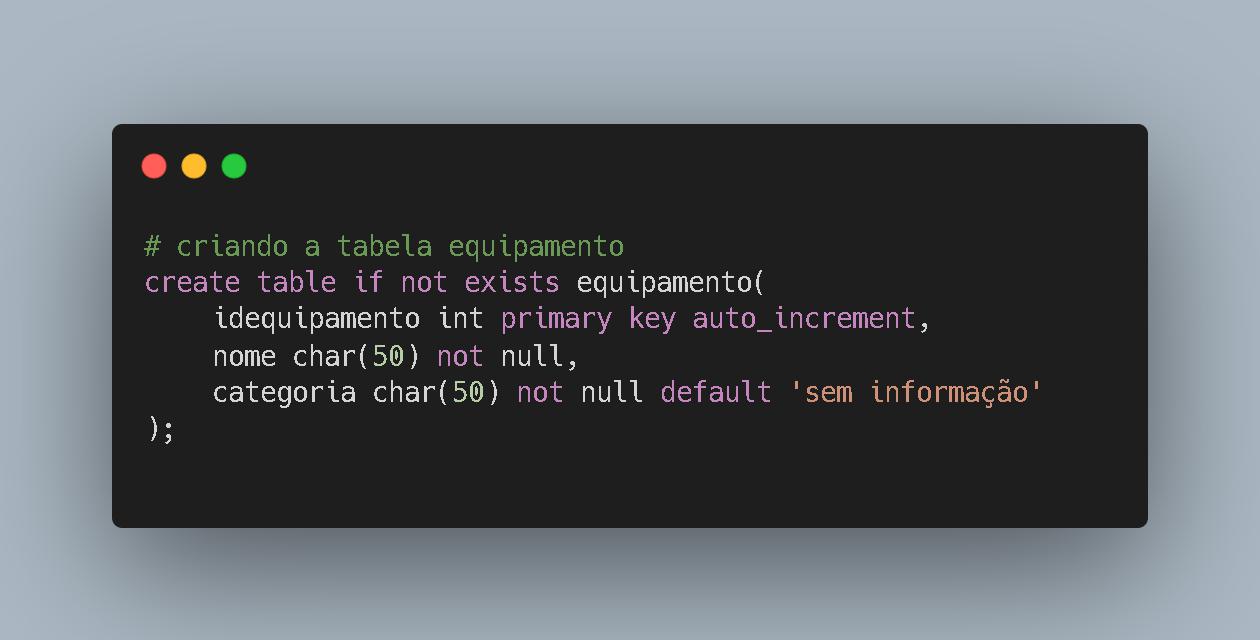 # criando a tabela equipamento
create table if not exists equipamento(
    idequipamento int primary key auto_increment,
    nome char(50) not null,
    categoria char(50) not null default 'sem informação'
);